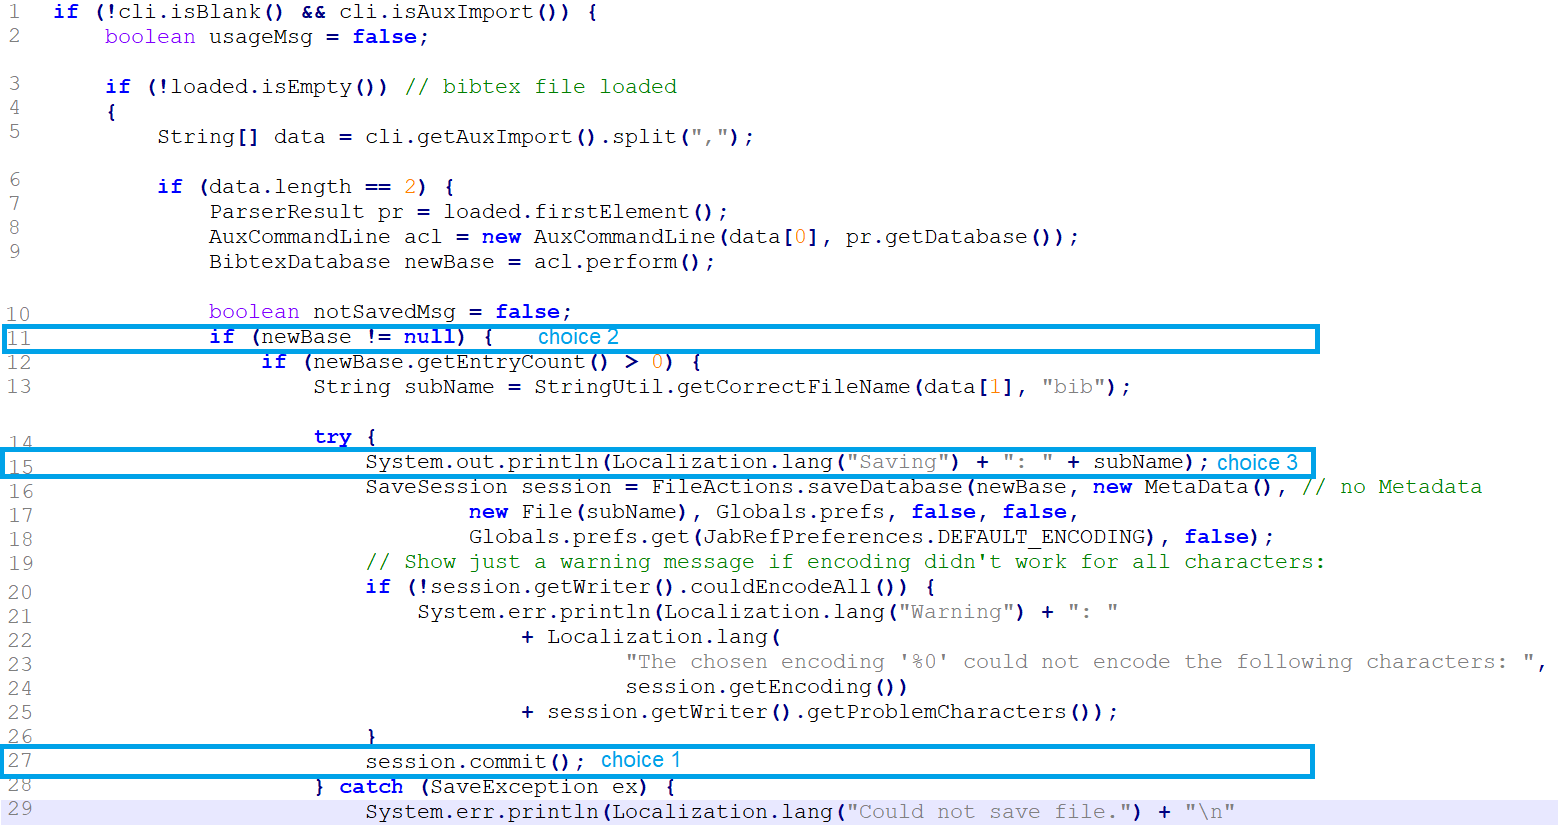 1 if (!cli.isBlank() && cli.isAuxImport()) {
2 boolean usageMsg = false;
3 if (!loaded.isEmpty()) // bibtex file loaded
4 {
5 String[] data = cli.getAuxImport().split(",");
6 if (data.length == 2) {
7 ParserResult pr = loaded.firstElement();
8 AuxCommandLine acl = new AuxCommandLine(data[0], pr.getDatabase());
9 BibtexDatabase newBase = acl.perform();
10 boolean notSavedMsg = false;
11 if (newBase != null) { choice 2
12 if (newBase.getEntryCount() > 0) {
13 String subName = StringUtil.getCorrectFileName(data[1], "bib");
14 try {
15 System.out.println(Localization.lang("Saving") + ": " + subName); choice 3
16 SaveSession session = FileActions.saveDatabase(newBase, new MetaData(), // no Metadata
17 new File(subName), Globals.prefs, false, false,
18 Globals.prefs.get(JabRefPreferences.DEFAULT_ENCODING), false);
19 // Show just a warning message if encoding didn't work for all characters:
20 if (!session.getWriter().couldEncodeAll()) {
21 System.err.println(Localization.lang("Warning") + ": "
22 + Localization.lang(
23 "The chosen encoding '%0' could not encode the following characters: ",
24 session.getEncoding())
25 + session.getWriter().getProblemCharacters());
26 }
27 session.commit(); choice 1
28 } catch (SaveException ex) {
29 System.err.println(Localization.lang("Could not save file.") + "\n"